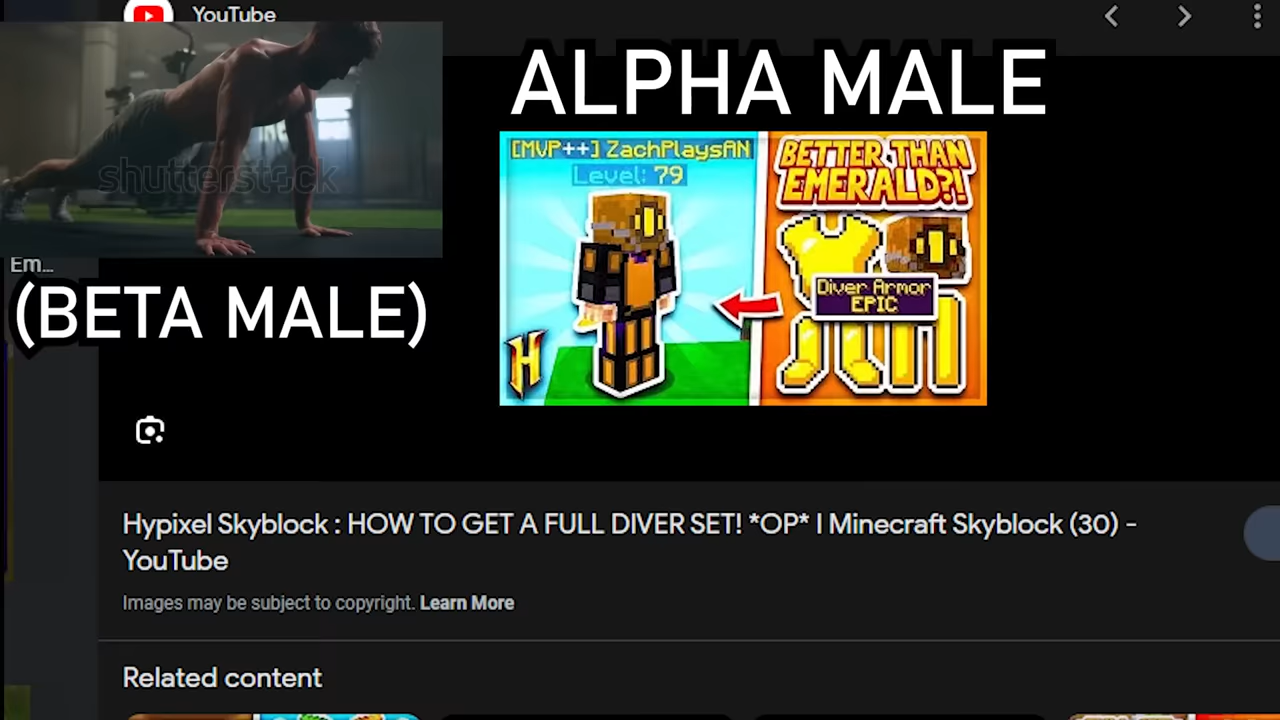 YouTube
ALPHA MALE
shutterstock
[MVP++] ZachPlaysAN
Level: 79
BETTER THAN
EMERALD?!
Diver Armor
EPIC
H
Em...
(BETA MALE)
Hypixel Skyblock : HOW TO GET A FULL DIVER SET! *OP* | Minecraft Skyblock (30) -
YouTube
Images may be subject to copyright. Learn More
Related content